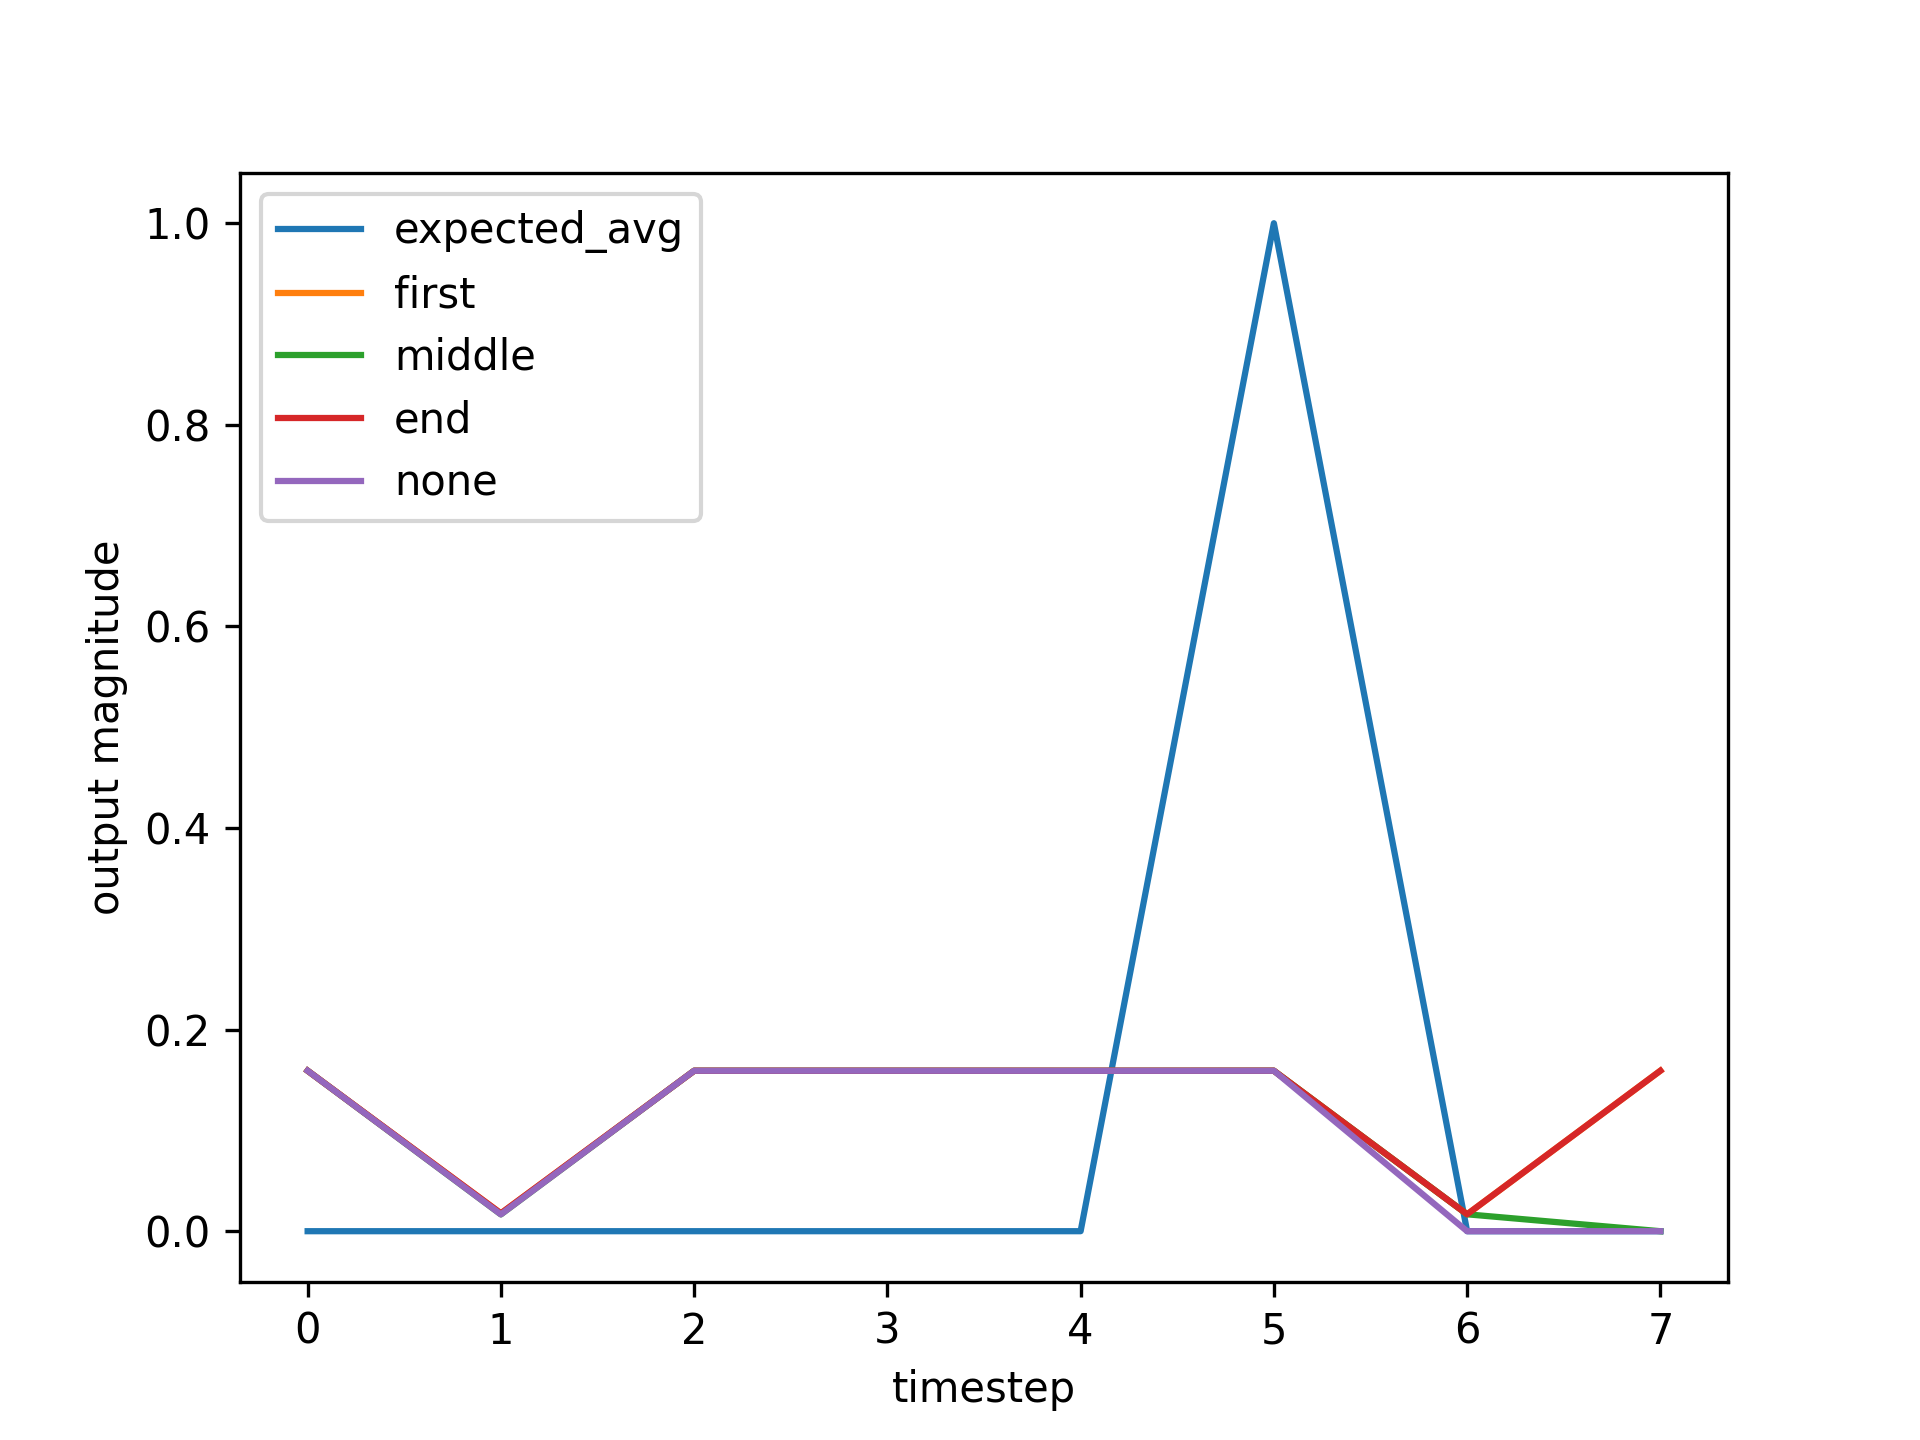 expected_avg
first
middle
end
none
output magnitude
1.0
0.8
0.6
0.4
0.2
0.0
0 1 2 3 4 5 6 7
timestep